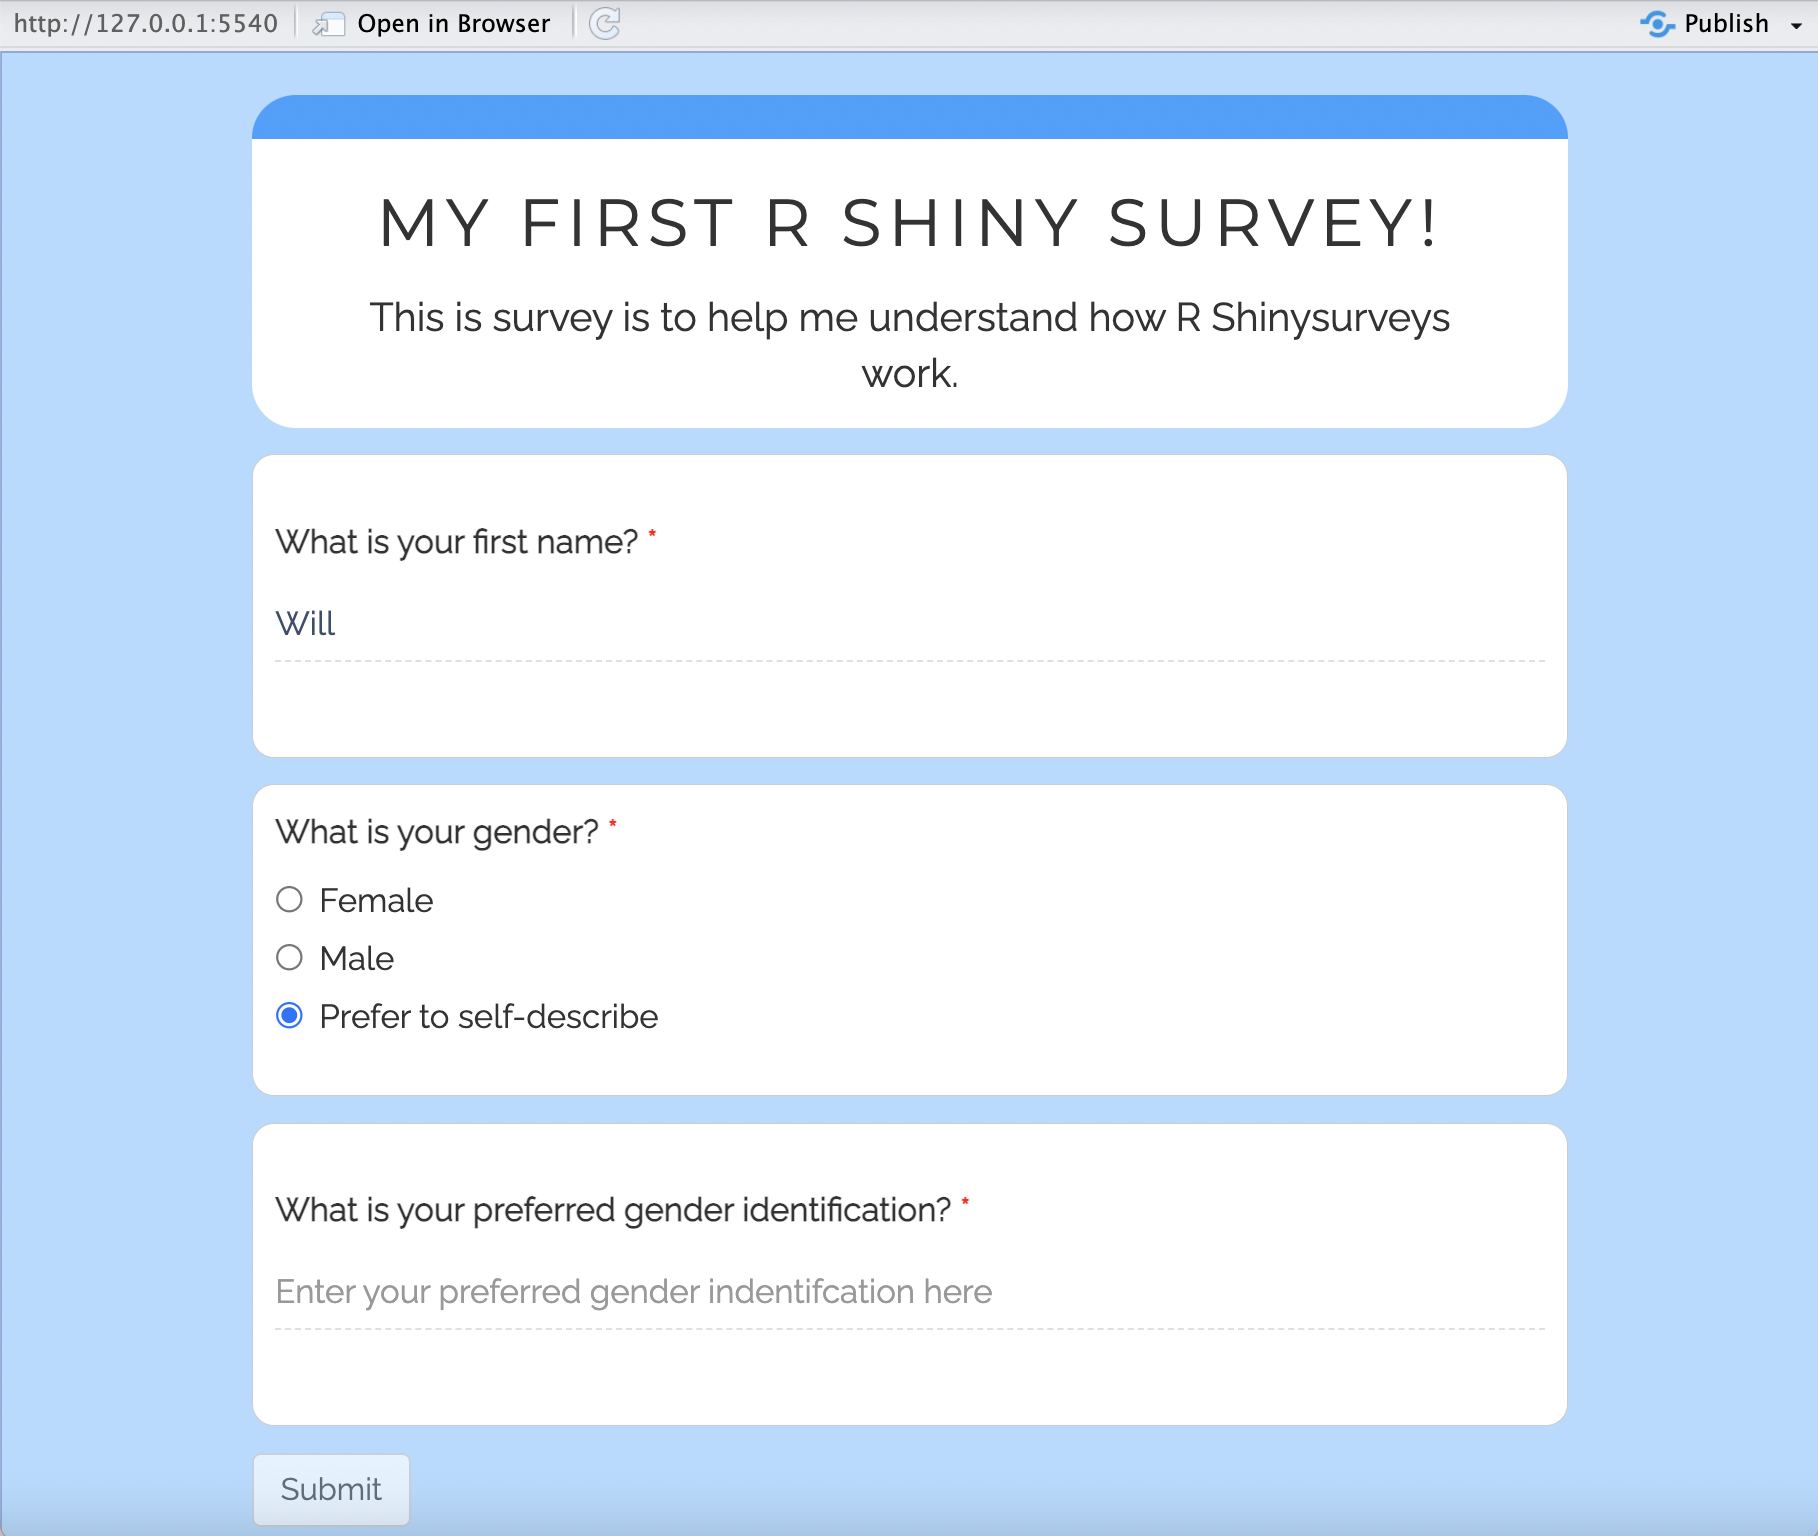 http://127.0.0.1:5540 Open in Browser Publish
MY FIRST R SHINY SURVEY!
This is survey is to help me understand how R Shinysurveys
work.
What is your first name? *
Will
What is your gender? *
Female
Male
Prefer to self-describe
What is your preferred gender identification? *
Enter your preferred gender indentifcation here
Submit